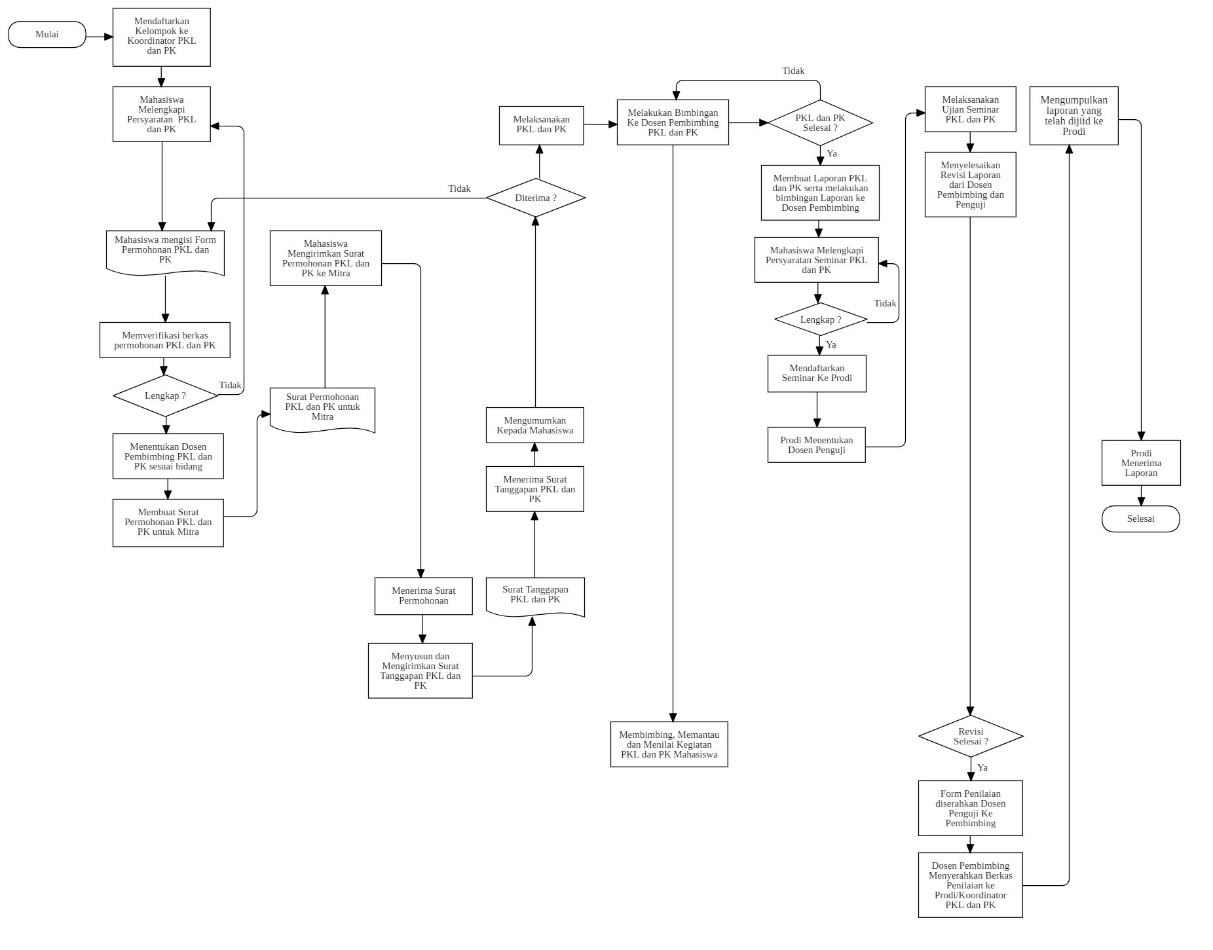 Mulai
Mendaftarkan
Kelompok ke
Koordinator PKL
dan PK
Mahasiswa
Melengkapi
Persyaratan PKL
dan PK
Mahasiswa mengisi Form
Permohonan PKL dan
PK
Memverifikasi berkas
permohonan PKL dan PK
Lengkap ?
Tidak
Menentukan Dosen
Pembimbing PKL dan
PK sesuai bidang
Membuat Surat
Permohonan PKL dan
PK untuk Mitra
Surat Permohonan
PKL dan PK untuk
Mitra
Mahasiswa
Mengirimkan Surat
Permohonan PKL dan
PK ke Mitra
Menerima Surat
Permohonan
Menyusun dan
Mengirimkan Surat
Tanggapan PKL dan
PK
Surat Tanggapan
PKL dan PK
Menerima Surat
Tanggapan PKL dan
PK
Mengumumkan
Kepada Mahasiswa
Diterima ?
Tidak
Melaksanakan
PKL dan PK
Melakukan Bimbingan
Ke Dosen Pembimbing
PKL dan PK
Membimbing, Memantau
dan Menilai Kegiatan
PKL dan PK Mahasiswa
Tidak
PKL dan PK
Selesai ?
Ya
Membuat Laporan PKL
dan PK serta melakukan
bimbingan Laporan ke
Dosen Pembimbing
Mahasiswa Melengkapi
Persyaratan Seminar PKL
dan PK
Tidak
Lengkap ?
Ya
Mendaftarkan
Seminar Ke Prodi
Prodi Menentukan
Dosen Penguji
Melaksanakan
Ujian Seminar
PKL dan PK
Menyelesaikan
Revisi Laporan
dari Dosen
Pembimbing dan
Penguji
Revisi
Selesai ?
Ya
Form Penilaian
diserahkan Dosen
Penguji Ke
Pembimbing
Dosen Pembimbing
Menyerahkan Berkas
Penilaian ke
Prodi/Koordinator
PKL dan PK
Mengumpulkan
laporan yang
telah dijiid ke
Prodi
Prodi
Menerima
Laporan
Selesai